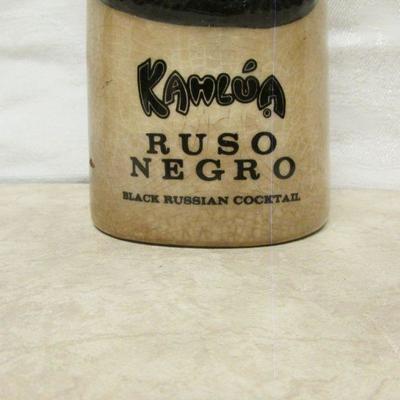 KAHLÚA
RUSO
NEGRO
BLACK RUSSIAN COCKTAIL